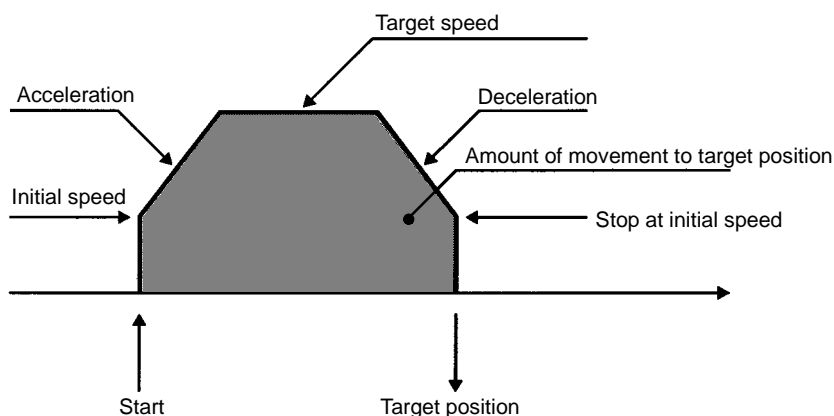 Target speed
Acceleration
Deceleration
Amount of movement to target position
Initial speed
Stop at initial speed
Start
Target position